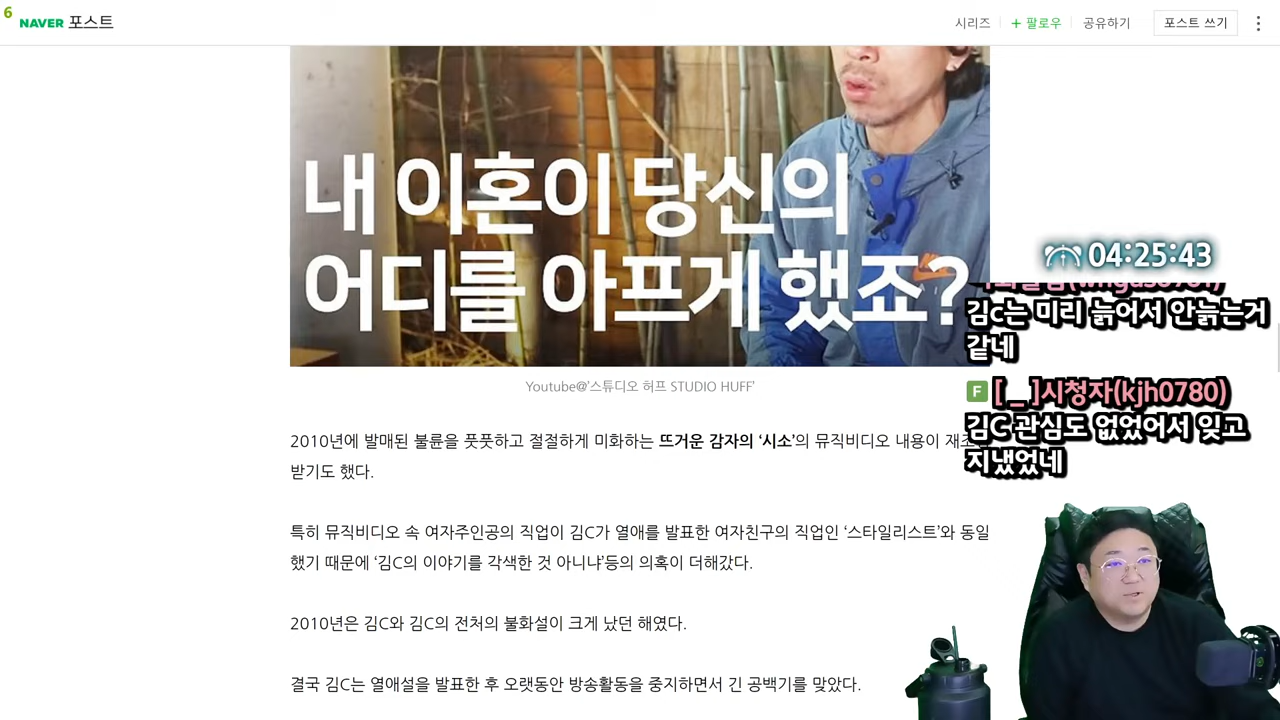 6
NAVER 포스트
시리즈
+ 팔로우
공유하기
포스트 쓰기
내 이혼이 당신의
어디를 아프게 했죠?
Youtube@'스튜디오 허프 STUDIO HUFF'
2010년에 발매된 불륜을 풋풋하고 절절하게 미화하는 뜨거운 감자의 ‘시소’의 뮤직비디오 내용이
받기도 했다.
특히 뮤직비디오 속 여자주인공의 직업이 김C가 열애를 발표한 여자친구의 직업인 ‘스타일리스트’와 동일
했기 때문에 ‘김C의 이야기를 각색한 것 아니냐’등의 의혹이 더해갔다.
2010년은 김C와 김C의 전처의 불화설이 크게 났던 해였다.
결국 김C는 열애설을 발표한 후 오랫동안 방송활동을 중지하면서 긴 공백기를 맞았다.
04:25:43
김C는 미리 늙어서 안늙는거
같네
F [ _ ]시청자(kjh0780)
김C 관심도 없었어서 잊고
지냈었네